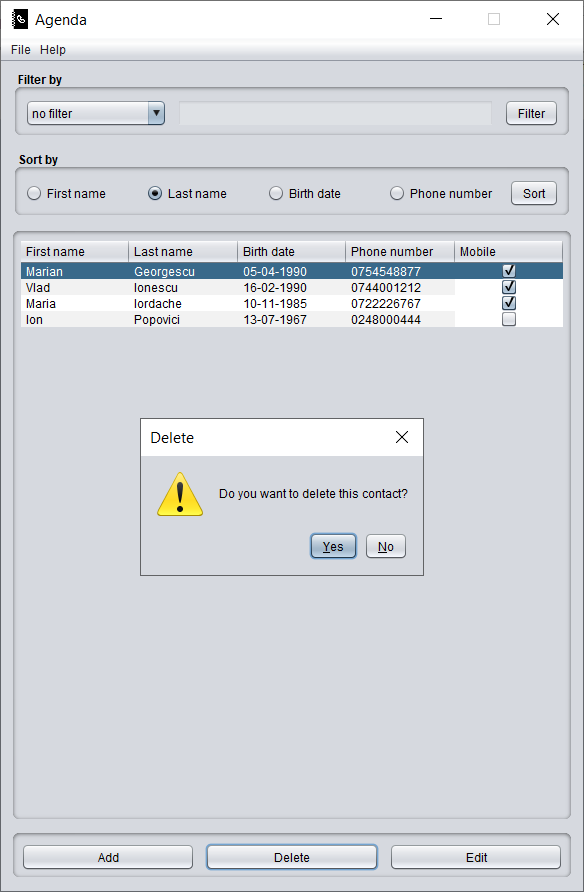 Agenda
File Help
Filter by
no filter Filter
Sort by
First name Last name Birth date Phone number Sort
First name Last name Birth date Phone number Mobile
Marian Georgescu 05-04-1990 0754548877
Vlad Ionescu 16-02-1990 0744001212
Maria Iordache 10-11-1985 0722226767
Ion Popovici 13-07-1967 0248000444
Delete
Do you want to delete this contact?
Yes No
Add Delete Edit